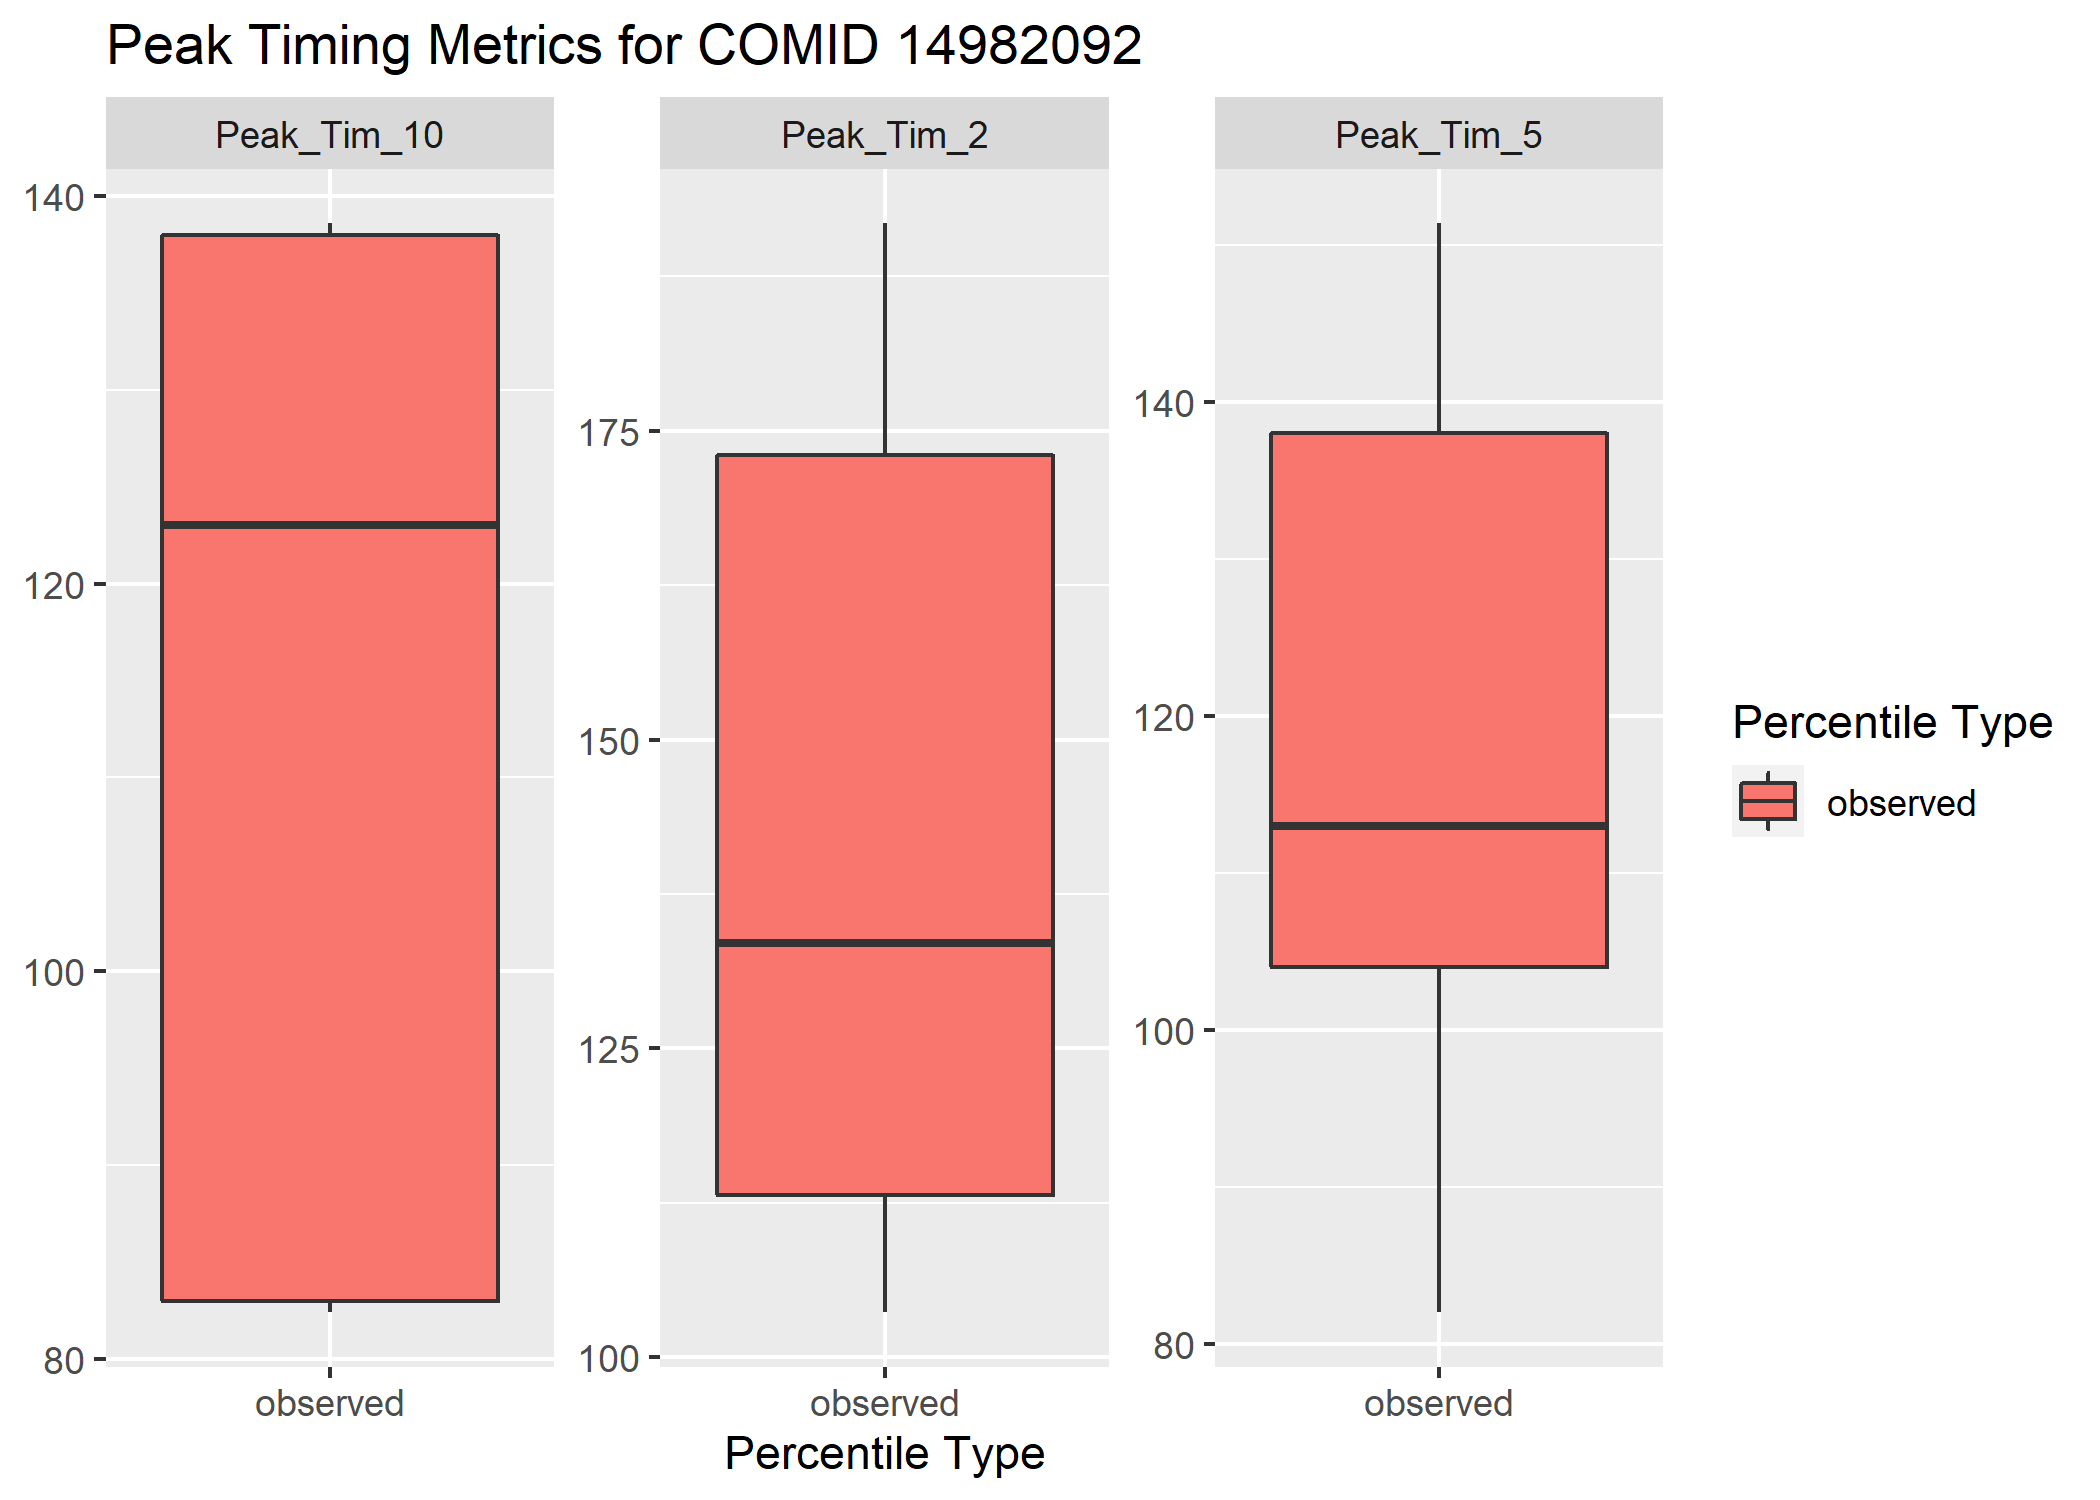 Peak Timing Metrics for COMID 14982092
Peak_Tim_10
140
120
100
80
observed
Peak_Tim_2
175
150
125
100
observed
Peak_Tim_5
140
120
100
80
observed
Percentile Type
Percentile Type
observed